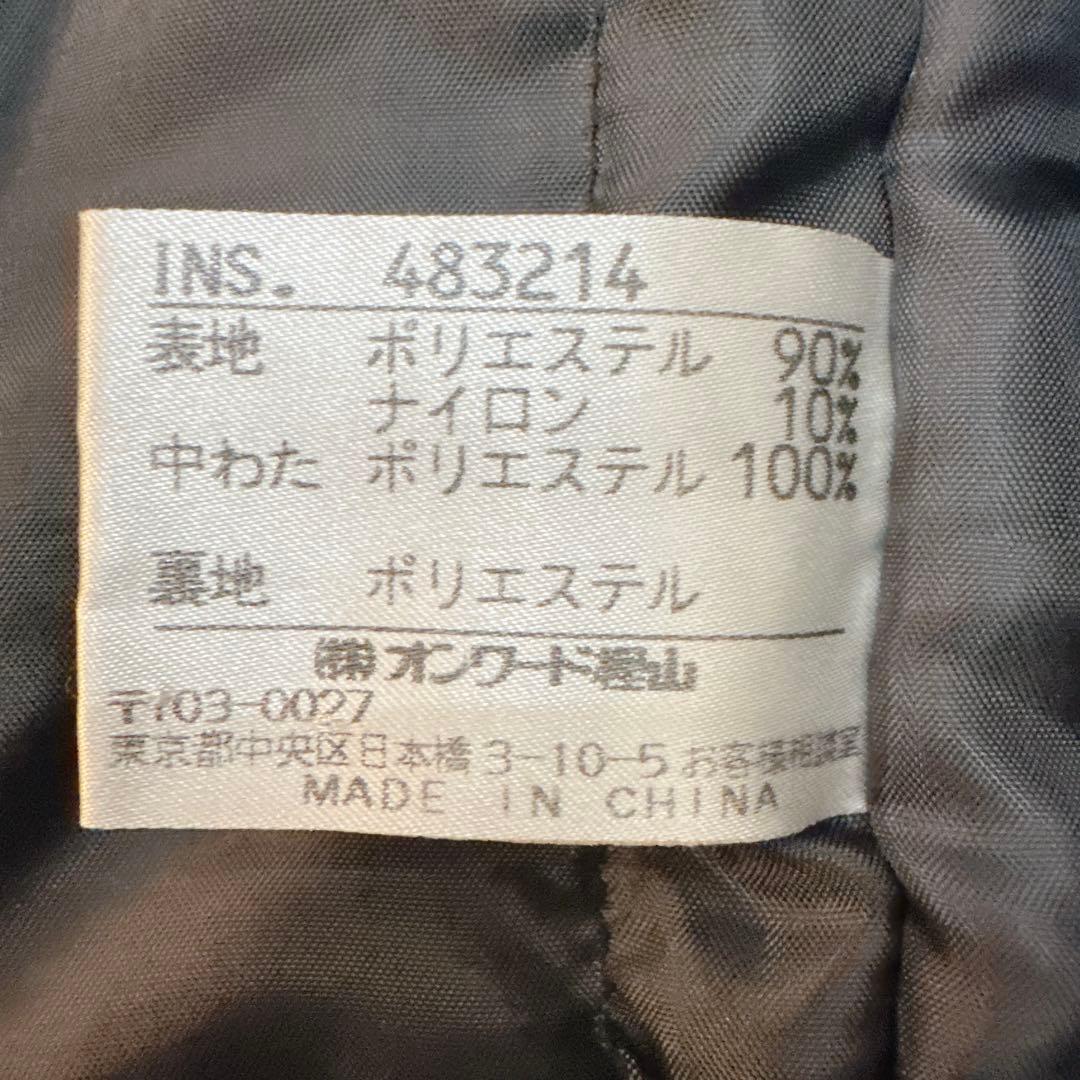 INS. 483214
表地 ポリエステル 90%
ナイロン 10%
中わた ポリエステル 100%
裏地 ポリエステル
㈱オンワード樫山
〒103-0027
東京都中央区日本橋3-10-5 お客様相談室
MADE IN CHINA